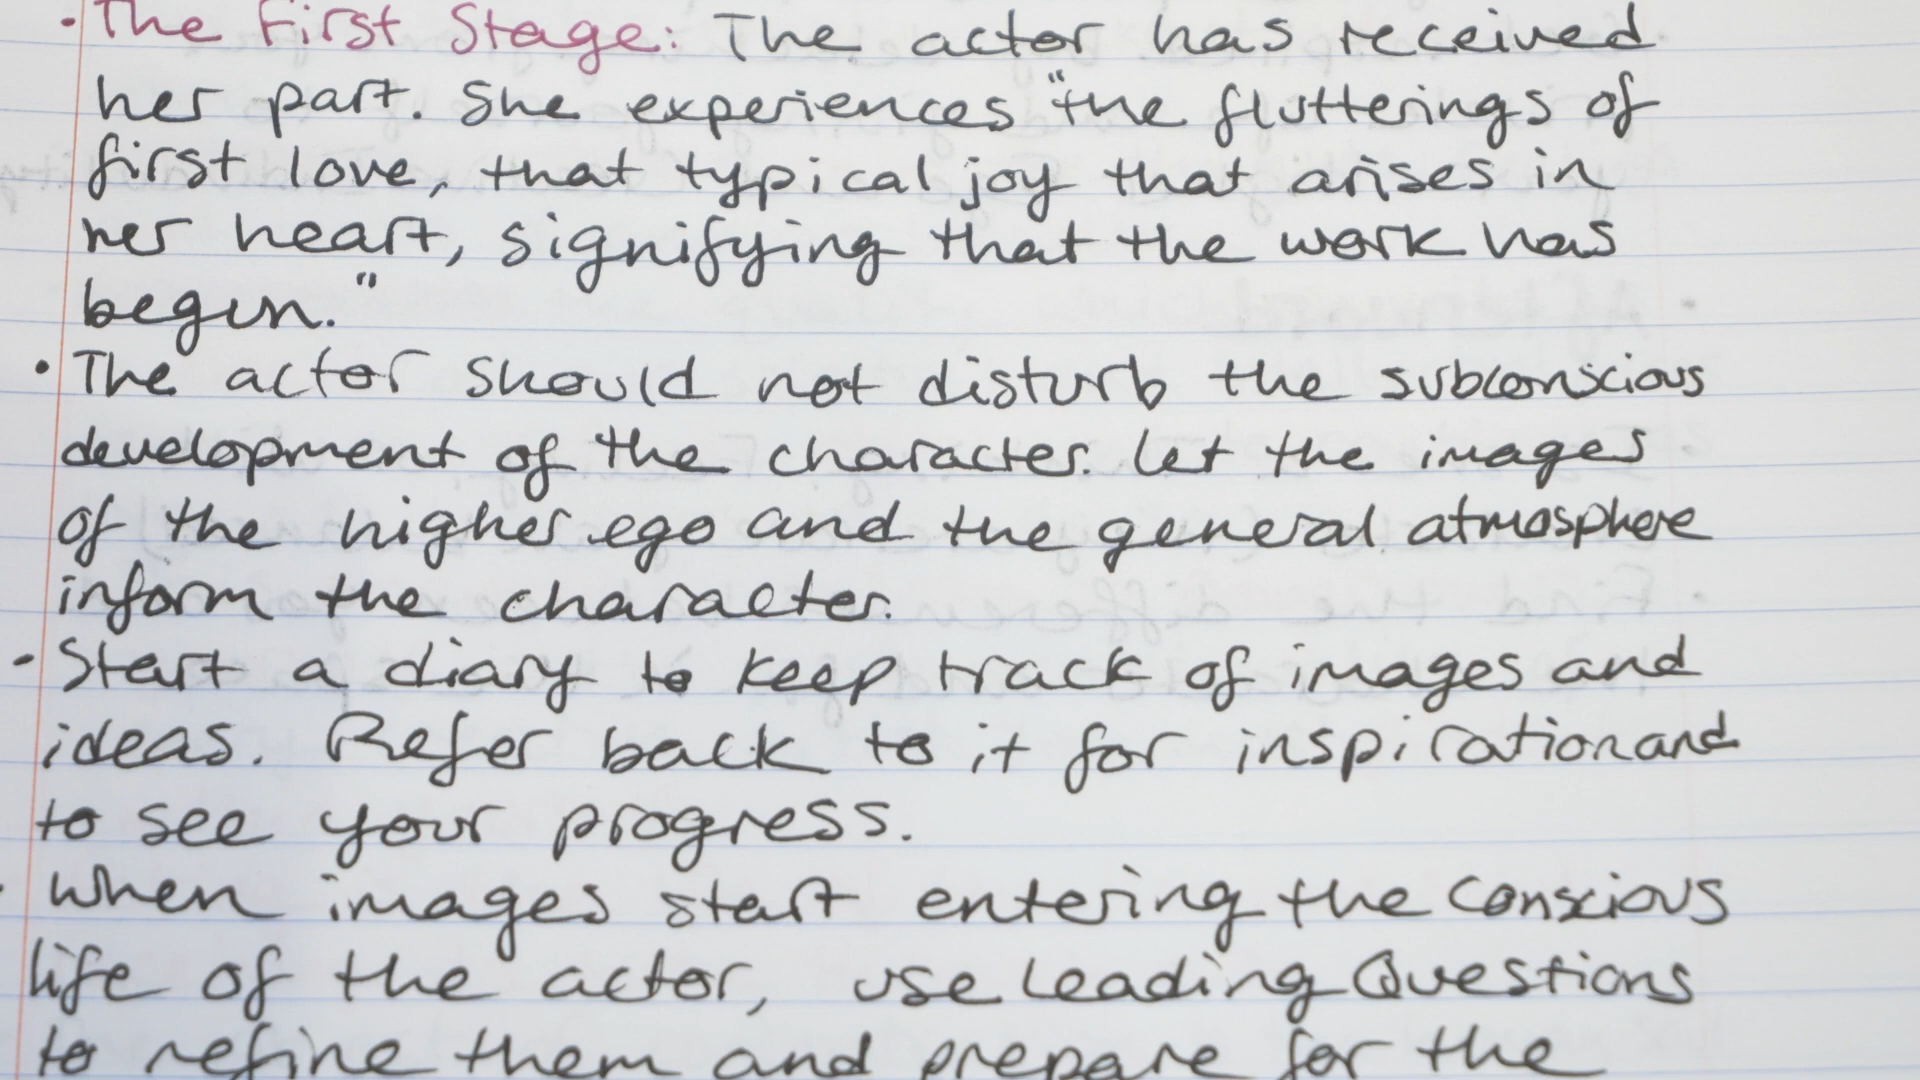 · The First Stage: The actor has received
her part. She experiences "the flutterings of
first love, that typical joy that arises in
her heart, signifying that the work has
begun."
· The actor should not disturb the subconscious
development of the character. Let the images
of the higher ego and the general atmosphere
inform the character.
· Start a diary to keep track of images and
ideas. Refer back to it for inspiration and
to see your progress.
· When images start entering the conscious
life of the actor, use leading Questions
to refine them and prepare for the